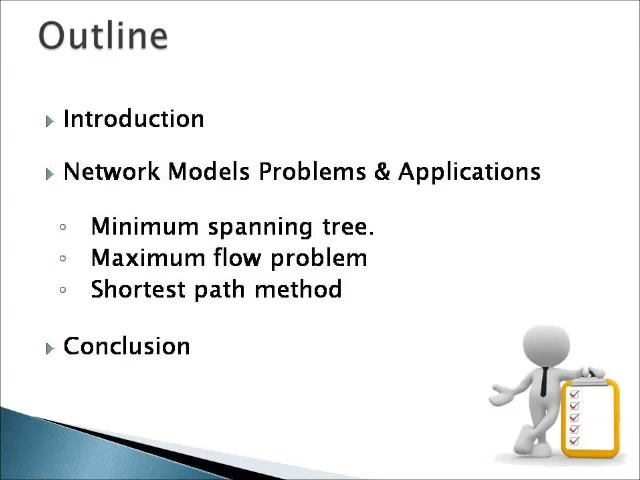 Outline
Introduction
Network Models Problems & Applications
Minimum spanning tree.
Maximum flow problem
Shortest path method
Conclusion